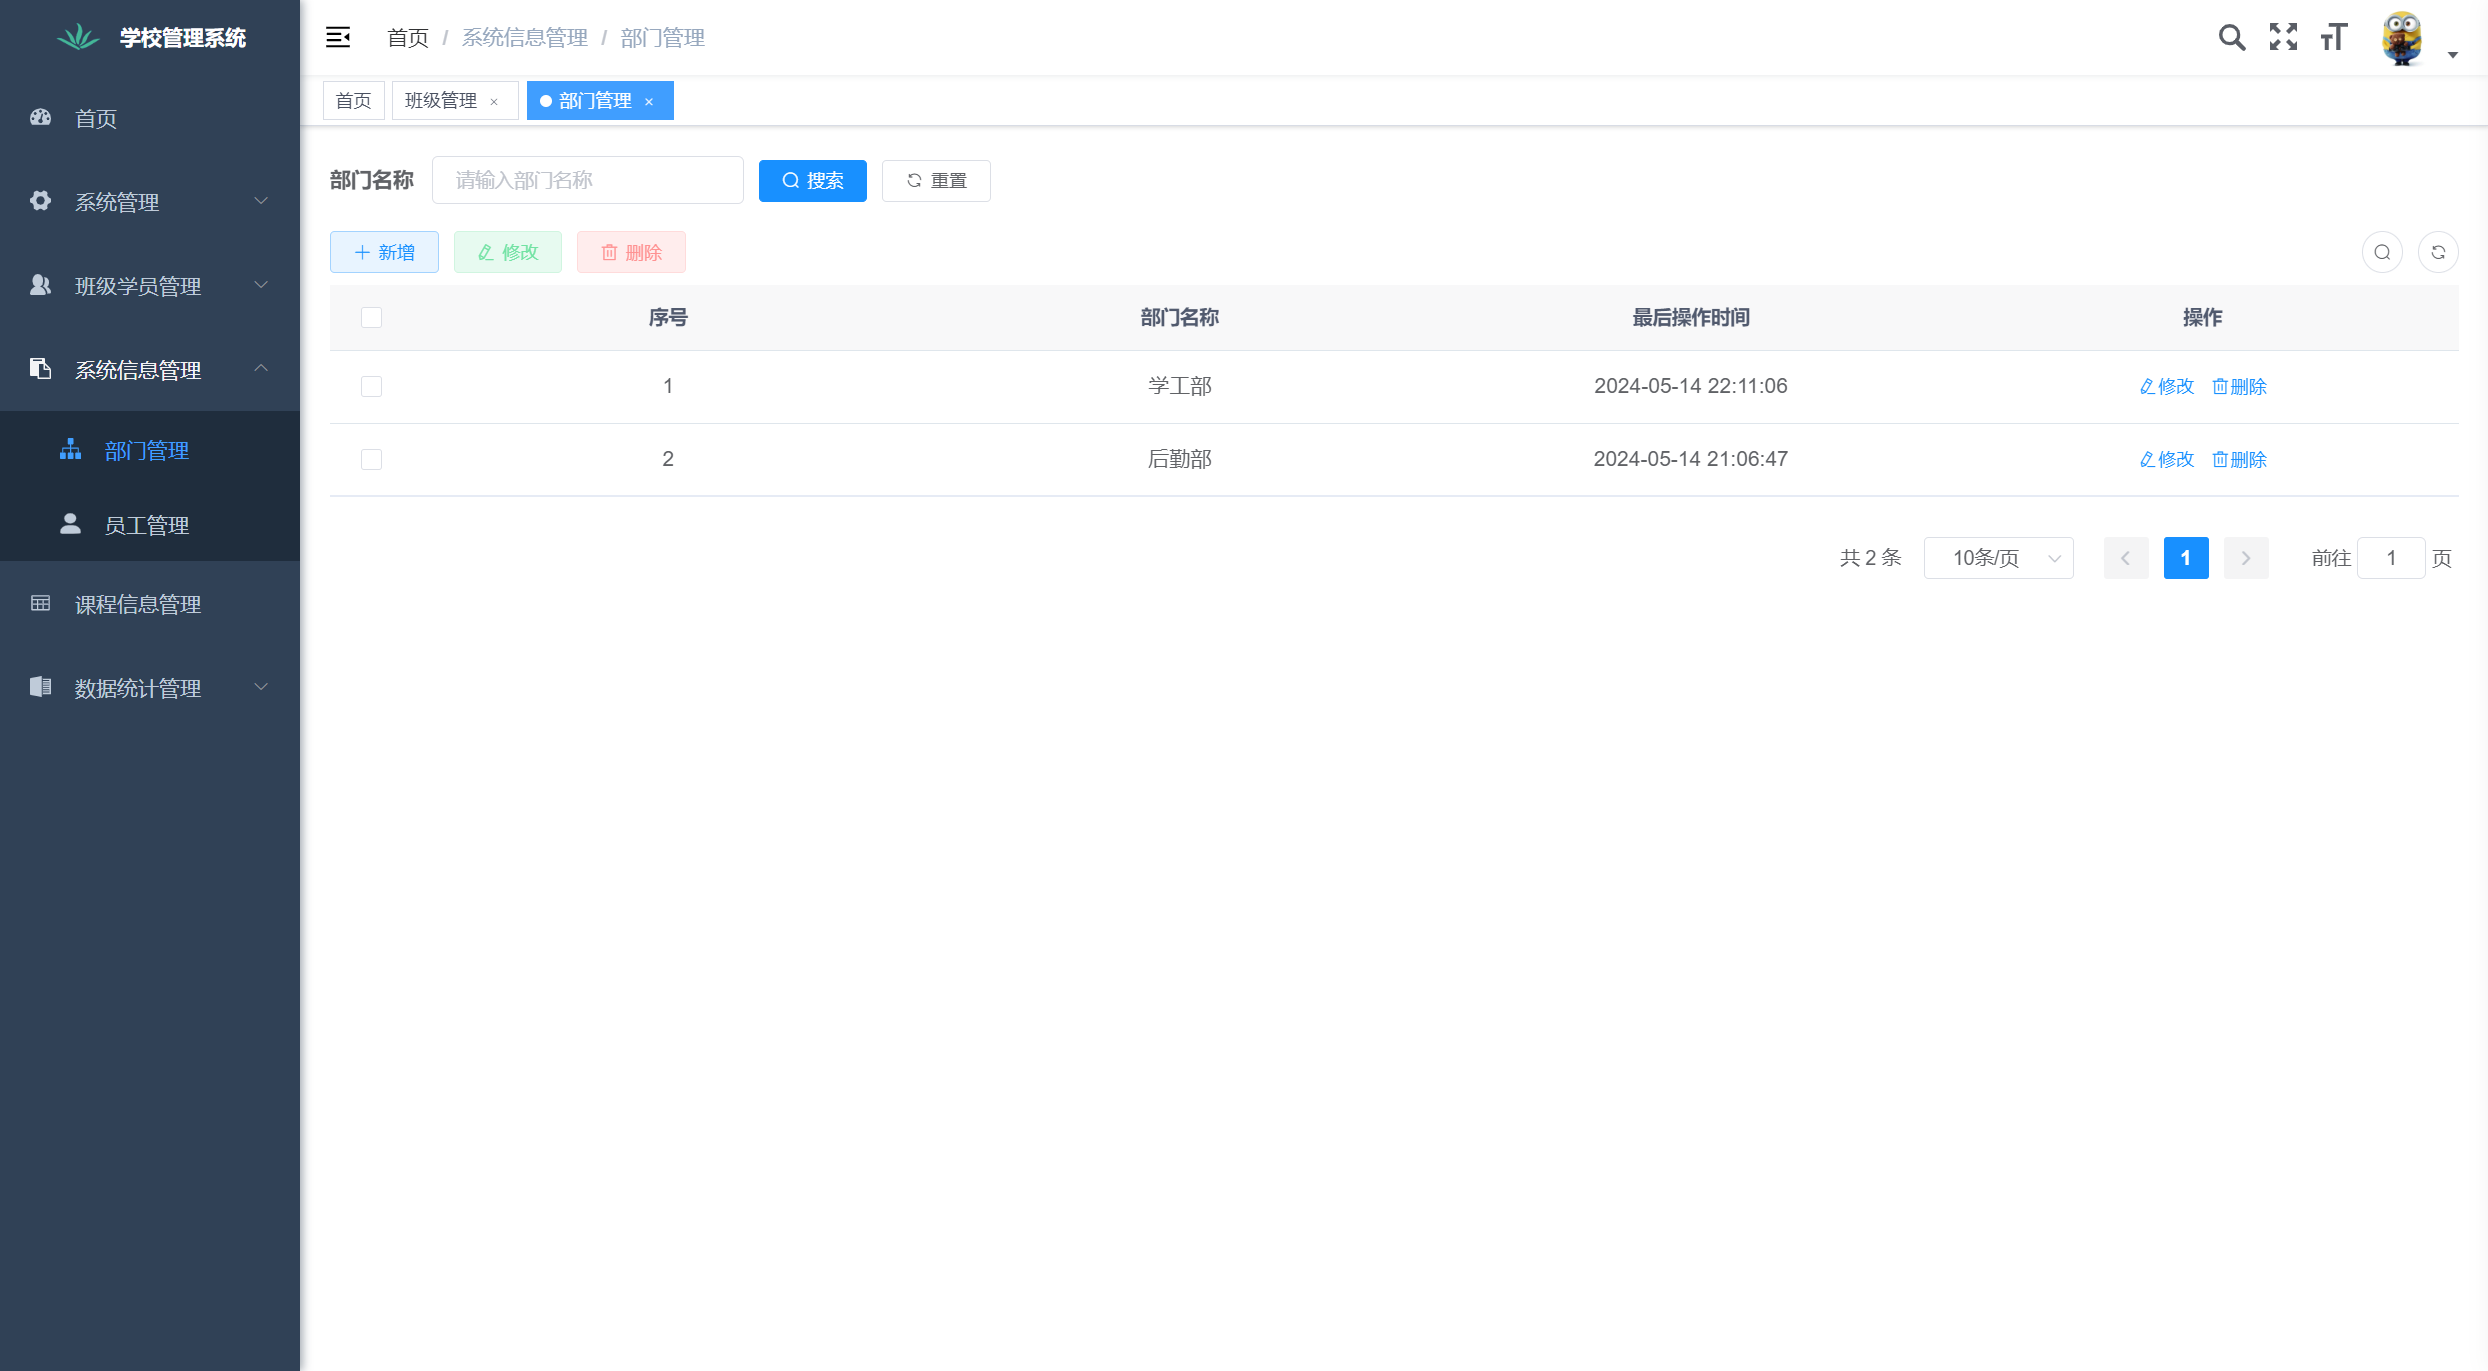 学校管理系统
首页
系统管理
班级学员管理
系统信息管理
部门管理
员工管理
课程信息管理
数据统计管理
首页 / 系统信息管理 / 部门管理
首页 班级管理 × 部门管理 ×
部门名称 请输入部门名称 搜索 重置
新增 修改 删除
序号 部门名称 最后操作时间 操作
1 学工部 2024-05-14 22:11:06 修改 删除
2 后勤部 2024-05-14 21:06:47 修改 删除
共 2 条 10条/页 1 前往 1 页